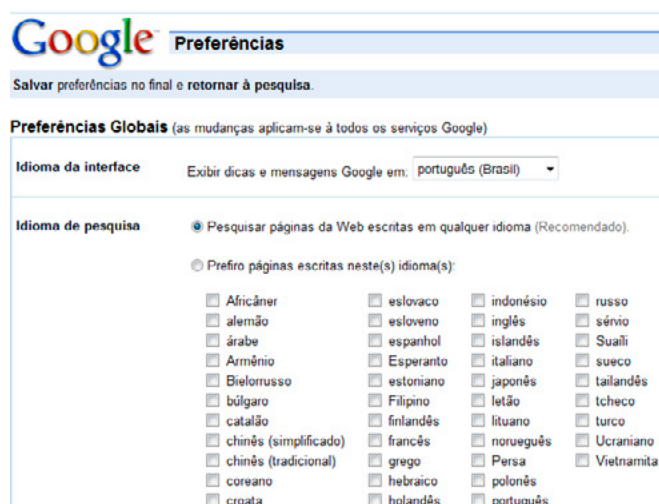 Google Preferências
Salvar preferências no final e retornar à pesquisa.
Preferências Globais (as mudanças aplicam-se à todos os serviços Google)
Idioma da interface
Exibir dicas e mensagens Google em: português (Brasil)
Idioma de pesquisa
Pesquisar páginas da Web escritas em qualquer idioma (Recomendado).
Prefiro páginas escritas neste(s) idioma(s):
Africâner eslovaco indonésio russo
alemão esloveno inglês sérvio
árabe espanhol islandês Suaíli
Armênio Esperanto italiano sueco
Bielorrusso estoniano japonês tailandês
búlgaro Filipino letão tcheco
catalão finlandês lituano turco
chinês (simplificado) francês norueguês Ucraniano
chinês (tradicional) grego Persa Vietnamita
coreano hebraico polonês
croata holandês português